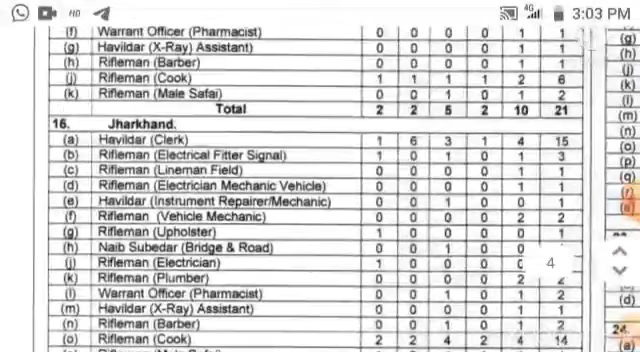 HD 4G 3:03 PM
(f) Warrant Officer (Pharmacist) 0 0 0 0 1 1
(g) Havildar (X-Ray) Assistant) 0 0 0 0 1 1
(h) Rifleman (Barber) 0 0 0 0 1 1
(j) Rifleman (Cook) 1 1 1 1 2 6
(k) Rifleman (Male Safai) 0 0 1 0 1 2
Total 2 2 5 2 10 21
16. Jharkhand.
(a) Havildar (Clerk) 1 6 3 1 4 15
(b) Rifleman (Electrical Fitter Signal) 1 0 1 0 1 3
(c) Rifleman (Lineman Field) 0 0 0 0 1 1
(d) Rifleman (Electrician Mechanic Vehicle) 0 0 0 0 1 1
(e) Havildar (Instrument Repairer/Mechanic) 0 0 1 0 0 1
(f) Rifleman (Vehicle Mechanic) 0 0 0 0 2 2
(g) Rifleman (Upholster) 1 0 0 0 0 1
(h) Naib Subedar (Bridge & Road) 0 0 1 0 0
(j) Rifleman (Electrician) 1 0 0 0
4
(k) Rifleman (Plumber) 0 0 0 0 2
(l) Warrant Officer (Pharmacist) 0 0 1 0 1 2
(m) Havildar (X-Ray) Assistant) 0 0 0 0 1 1
(n) Rifleman (Barber) 0 0 1 0 1 2
(o) Rifleman (Cook) 2 2 4 2 4 14
(g)
(h)
(j)
(k)
(l)
(m)
(n)
(o)
(p)
(q)
(r)
(d)
24.
(a)